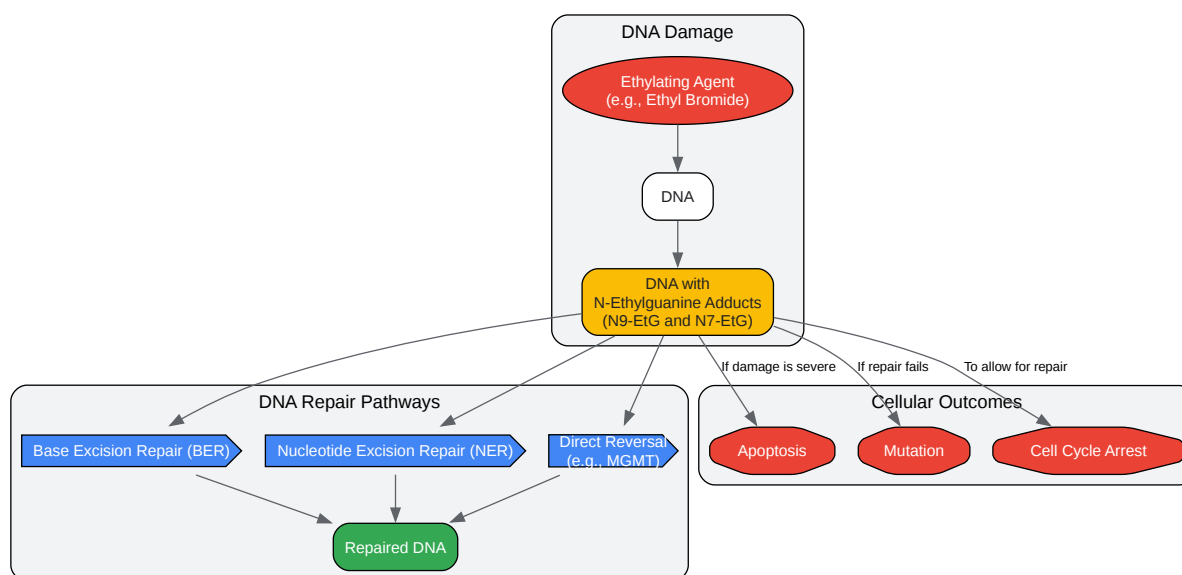 DNA Damage
Ethylating Agent
(e.g., Ethyl Bromide)
DNA
DNA with
N-Ethylguanine Adducts
(N9-EtG and N7-EtG)
If damage is severe
If repair fails
To allow for repair
DNA Repair Pathways
Base Excision Repair (BER)
Nucleotide Excision Repair (NER)
Direct Reversal
(e.g., MGMT)
Repaired DNA
Cellular Outcomes
Apoptosis
Mutation
Cell Cycle Arrest